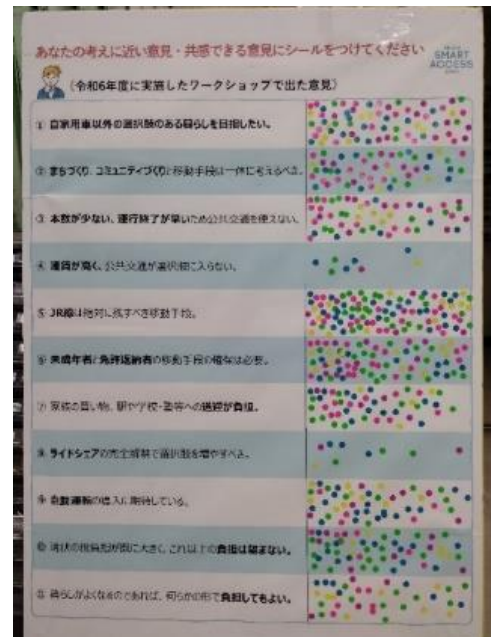 あなたの考えに近い意見・共感できる意見にシールをつけてください
SMART
ACCESS
(令和6年度に実施したワークショップで出た意見)
① 自家用車以外の選択肢のある暮らしを目指したい。
② まちづくり、コミュニティづくりと移動手段は一体に考えるべき。
③ 本数が少ない、運行終了が早いため公共交通を使えない。
④ 運賃が高く、公共交通が選択肢に入らない。
⑤ JR線は絶対に残すべき移動手段。
⑥ 未成年者と免許返納者の移動手段の確保は必要。
⑦ 家族の買い物、駅や学校・塾等への送迎が負担。
⑧ ライドシェアの完全解禁で選択肢を増やすべき。
⑨ 自動運転の導入に期待している。
⑩ 現状の税負担が既に大きく、これ以上の負担は望まない。
⑪ 暮らしがよくなるのであれば、何らかの形で負担してもよい。